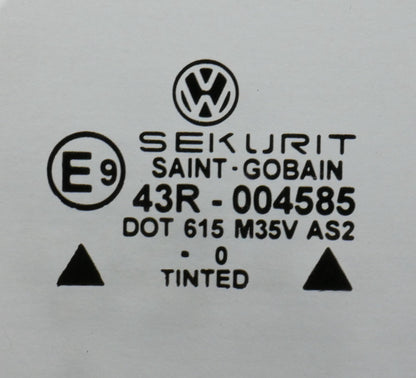 SEKURIT
SAINT-GOBAIN
E9
43R - 004585
DOT 615 M35V AS2
. 0
TINTED